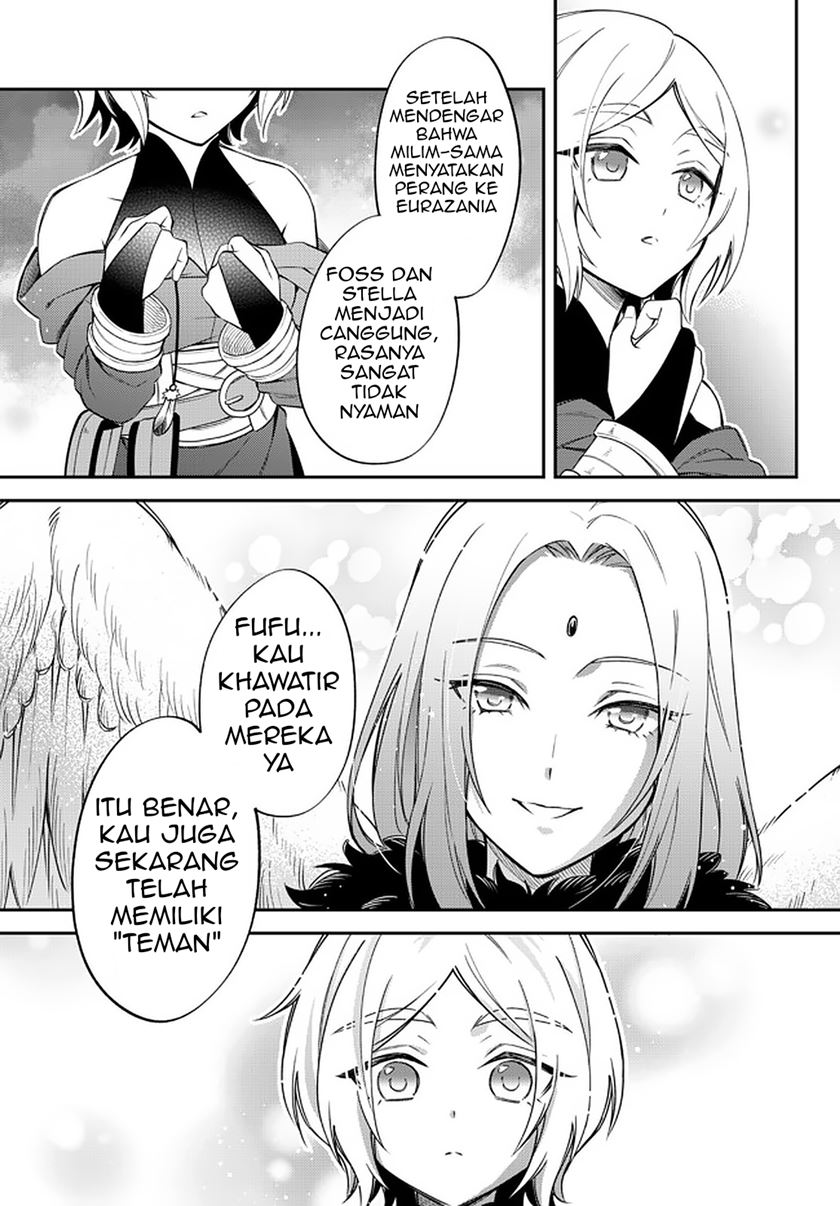 SETELAH
MENDENGAR
BAHWA
MILIM-SAMA
MENYATAKAN
PERANG KE
EURAZANIA
FOSS DAN
STELLA
MENJADI
CANGGUNG,
RASANYA
SANGAT
TIDAK
NYAMAN
FUFU...
KAU
KHAWATIR
PADA
MEREKA
YA
ITU BENAR,
KAU JUGA
SEKARANG
TELAH
MEMILIKI
"TEMAN"